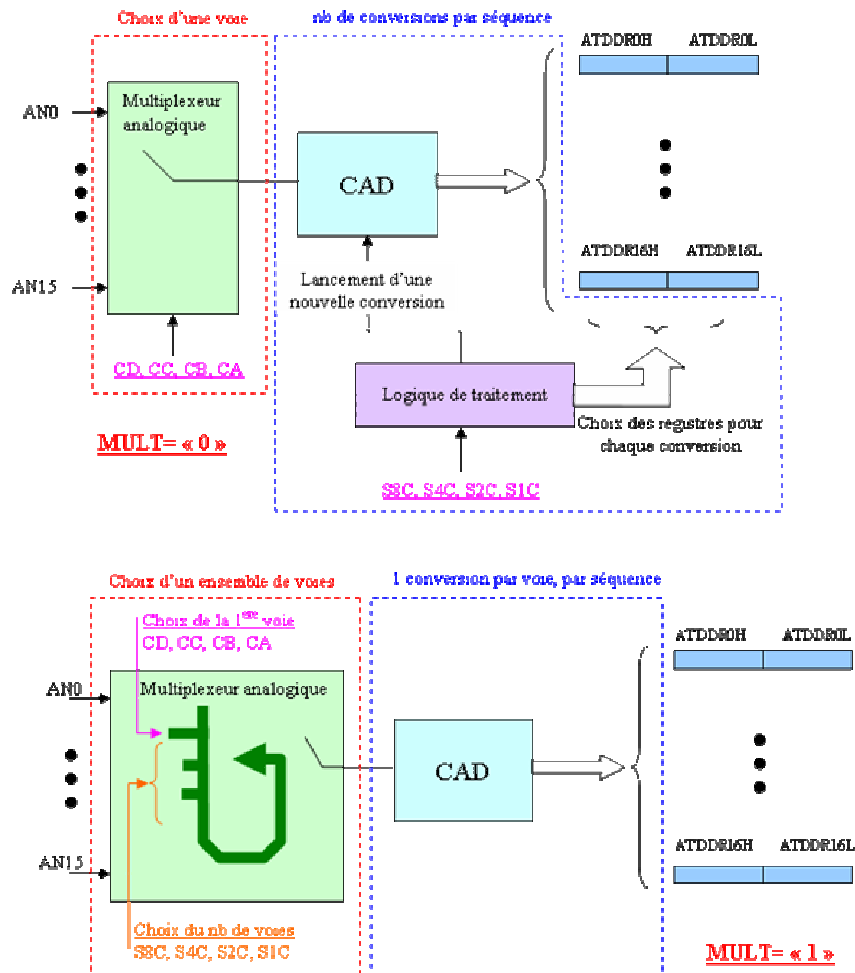 Choix d'une voie
nb de conversions par séquence
ATDDR0H ATDDR0L
Multiplexeur
analogique
AN0
CAD
AN15
ATDDR16H ATDDR16L
Lancement d'une
nouvelle conversion
CD, CC, CB, CA
Logique de traitement
Choix des registres pour
chaque conversion
MULT= « 0 »
S8C, S4C, S2C, S1C
Choix d'un ensemble de voies
1 conversion par voie, par séquence
Choix de la 1ère voie
CD, CC, CB, CA
ATDDR0H ATDDR0L
AN0
Multiplexeur analogique
CAD
AN15
ATDDR16H ATDDR16L
Choix du nb de voies
S8C, S4C, S2C, S1C
MULT= « 1 »